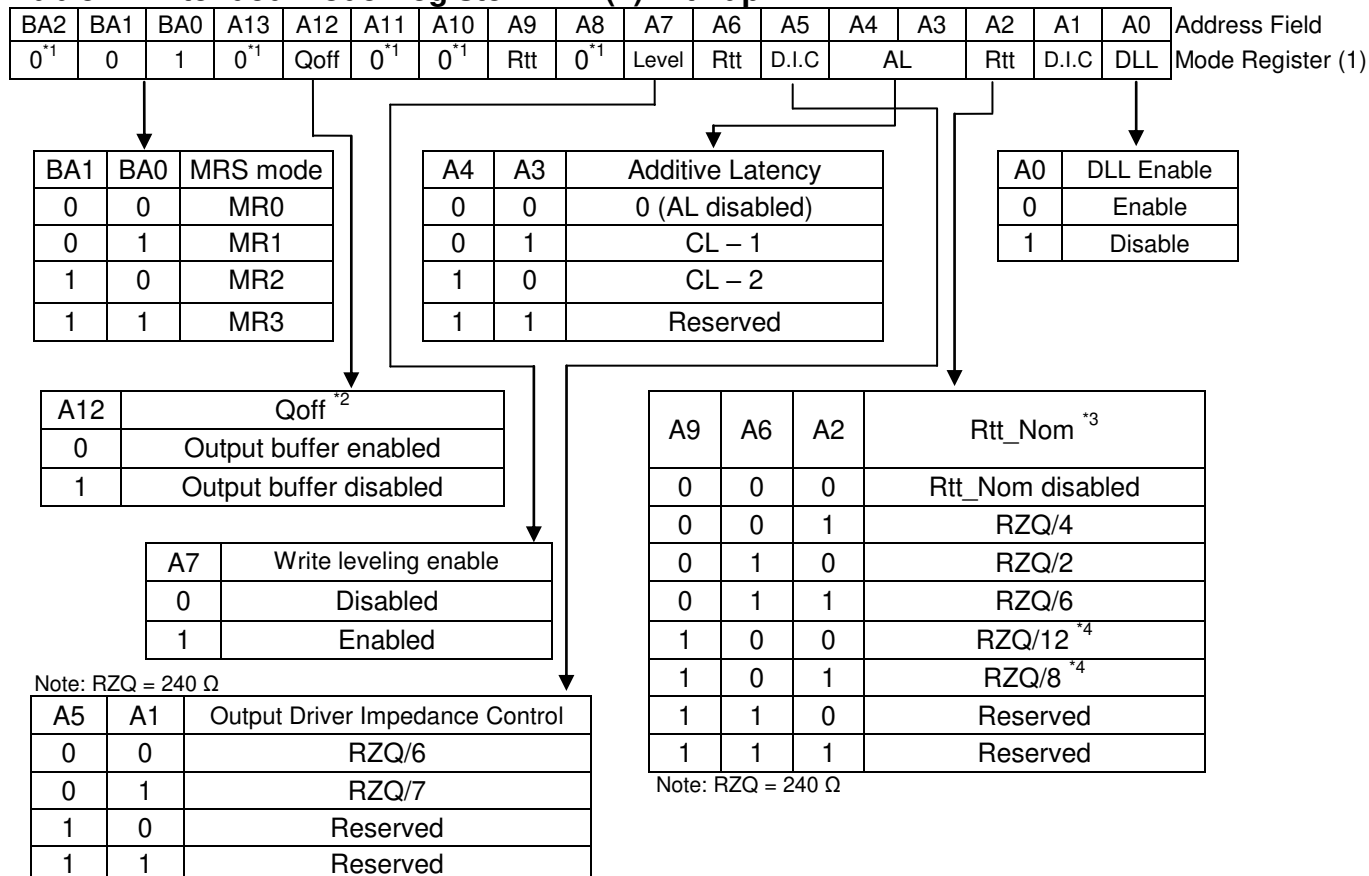 BA2 BA1 BA0 A13 A12 A11 A10 A9 A8 A7 A6 A5 A4 A3 A2 A1 A0 Address Field
0*1 0 1 0*1 Qoff 0*1 0*1 Rtt 0*1 Level Rtt D.I.C AL Rtt D.I.C DLL Mode Register (1)
BA1 BA0 MRS mode
0 0 MR0
0 1 MR1
1 0 MR2
1 1 MR3
A4 A3 Additive Latency
0 0 0 (AL disabled)
0 1 CL – 1
1 0 CL – 2
1 1 Reserved
A0 DLL Enable
0 Enable
1 Disable
A12 Qoff *2
0 Output buffer enabled
1 Output buffer disabled
A9 A6 A2 Rtt_Nom *3
0 0 0 Rtt_Nom disabled
0 0 1 RZQ/4
0 1 0 RZQ/2
0 1 1 RZQ/6
1 0 0 RZQ/12 *4
1 0 1 RZQ/8 *4
1 1 0 Reserved
1 1 1 Reserved
Note: RZQ = 240 Ω
A7 Write leveling enable
0 Disabled
1 Enabled
Note: RZQ = 240 Ω
A5 A1 Output Driver Impedance Control
0 0 RZQ/6
0 1 RZQ/7
1 0 Reserved
1 1 Reserved